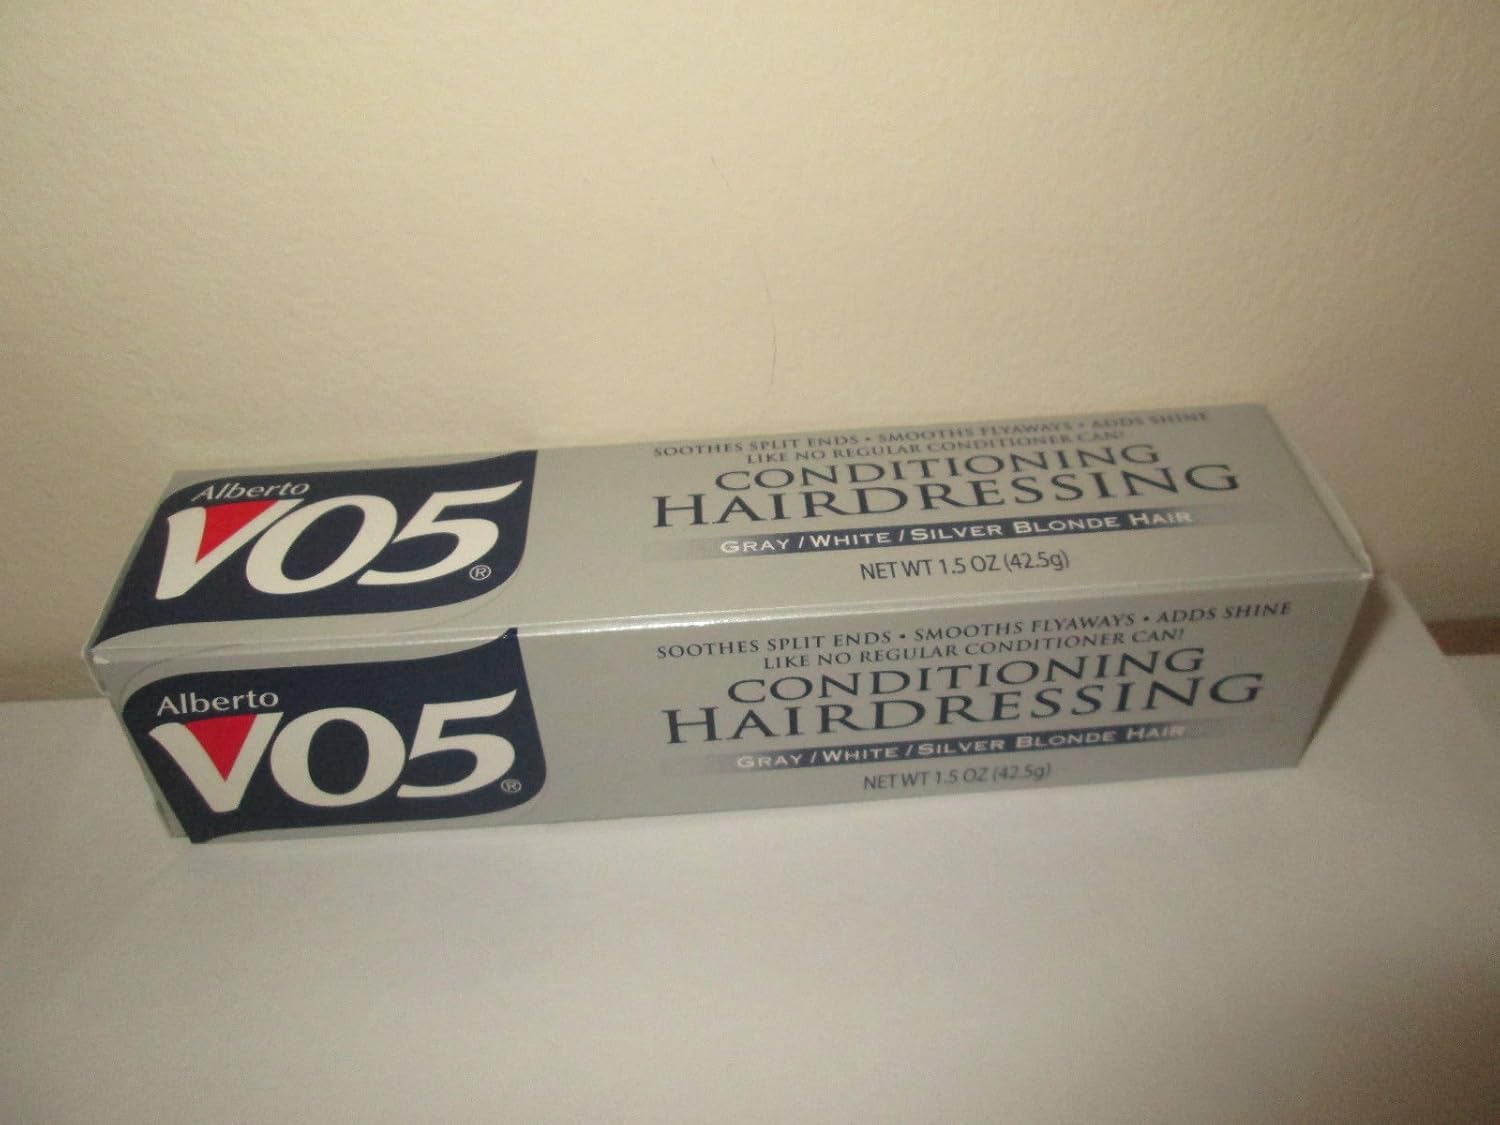 Alberto
VO5®
SOOTHES SPLIT ENDS • SMOOTHS FLYAWAYS • ADDS SHINE
LIKE NO REGULAR CONDITIONER CAN!
CONDITIONING
HAIRDRESSING
GRAY / WHITE / SILVER BLONDE HAIR
NET WT 1.5 OZ (42.5g)
Alberto
VO5®
SOOTHES SPLIT ENDS • SMOOTHS FLYAWAYS • ADDS SHINE
LIKE NO REGULAR CONDITIONER CAN!
CONDITIONING
HAIRDRESSING
GRAY / WHITE / SILVER BLONDE HAIR
NET WT 1.5 OZ (42.5g)